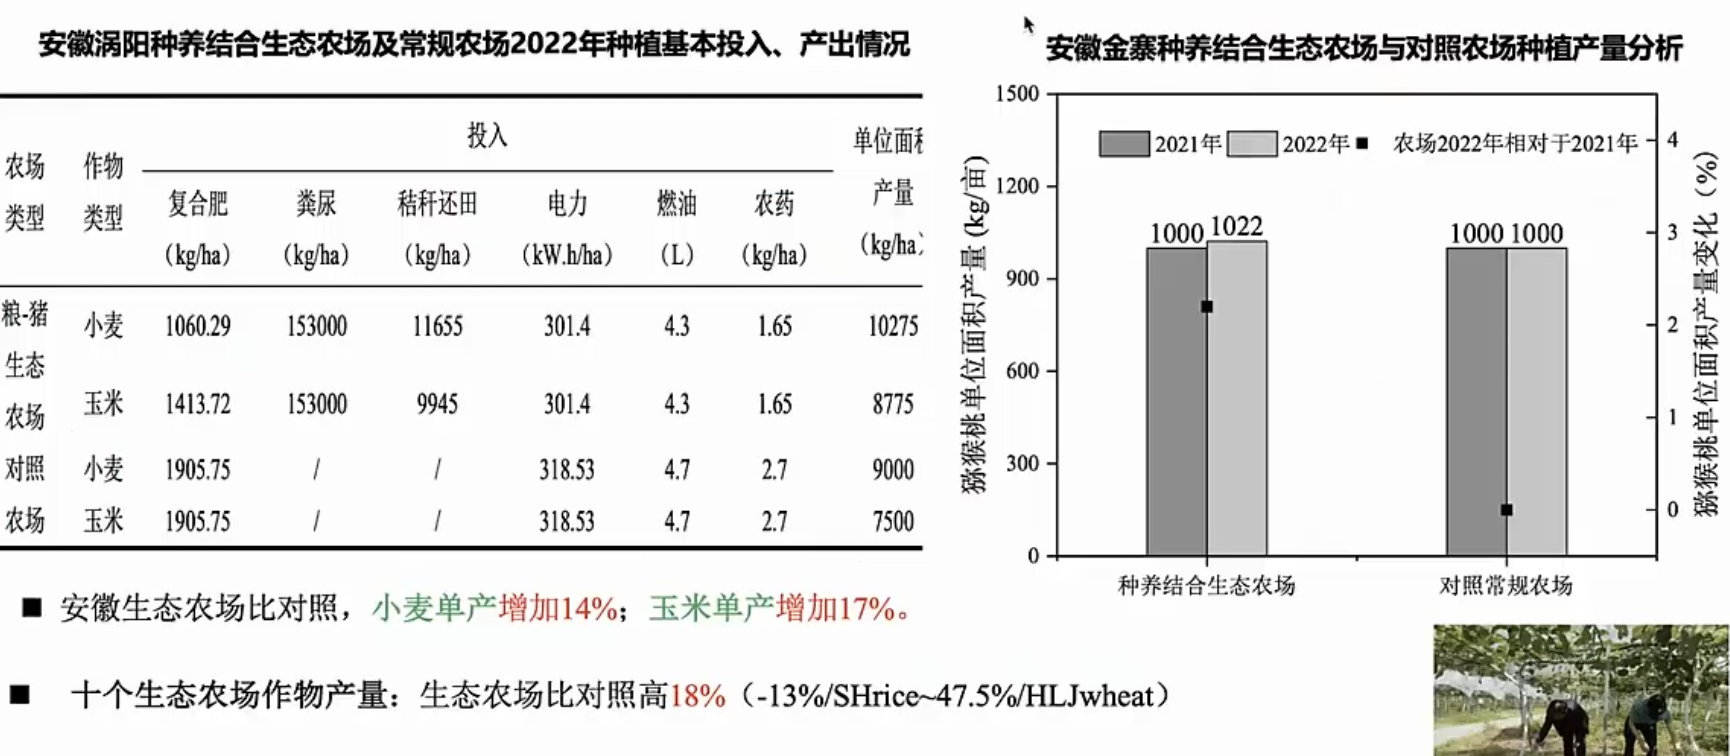 安徽涡阳种养结合生态农场及常规农场2022年种植基本投入、产出情况
农场类型 作物类型 投入 单位面积产量（kg/ha）
复合肥（kg/ha） 粪尿（kg/ha） 秸秆还田（kg/ha） 电力（kW.h/ha） 燃油（L） 农药（kg/ha）
粮-猪生态农场 小麦 1060.29 153000 11655 301.4 4.3 1.65 10275
玉米 1413.72 153000 9945 301.4 4.3 1.65 8775
对照农场 小麦 1905.75 / / 318.53 4.7 2.7 9000
玉米 1905.75 / / 318.53 4.7 2.7 7500
安徽金寨种养结合生态农场与对照农场种植产量分析
猕猴桃单位面积产量 (kg/亩)
1500
1200
900
600
300
0
2021年 2022年 农场2022年相对于2021年
1000 1022
1000 1000
种养结合生态农场 对照常规农场
4
3
2
1
0
猕猴桃单位面积产量变化（%）
■ 安徽生态农场比对照，小麦单产增加14%；玉米单产增加17%。
■ 十个生态农场作物产量：生态农场比对照高18%（-13%/SHrice~47.5%/HLJwheat）